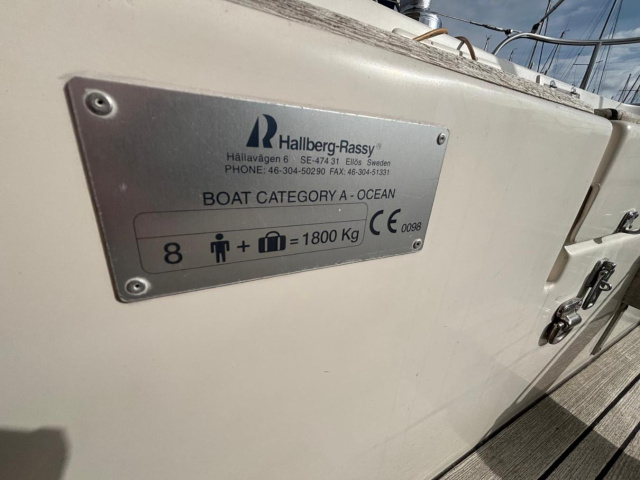 Hallberg-Rassy®
Hällavägen 6 SE-474 31 Ellös Sweden
PHONE: 46-304-50290 FAX: 46-304-51331
BOAT CATEGORY A - OCEAN
8 + = 1800 Kg
CE 0098